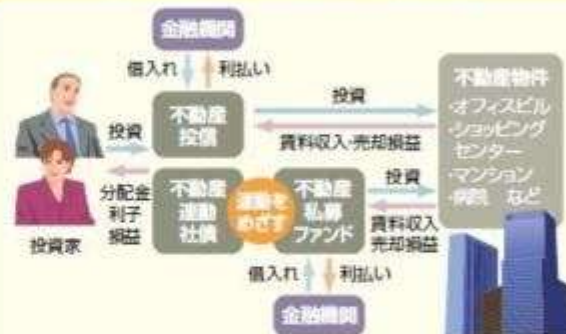 金融機関
借入れ
利払い
不動産
投信
投資
賃料収入・売却損益
不動産物件
・オフィスビル
・ショッピング
センター
・マンション
・病院 など
投資
分配金
利子
損益
投資家
不動産
運動
社債
運動を
めざす
不動産
私募
ファンド
投資
賃料収入
売却損益
借入れ
利払い
金融機関